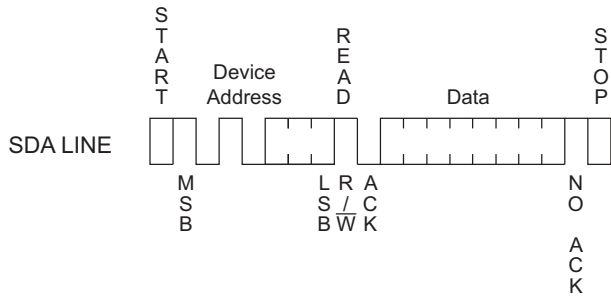 START
Device
Address
READ
Data
STOP
SDA LINE
MSB
LSB
R/W
ACK
NO ACK